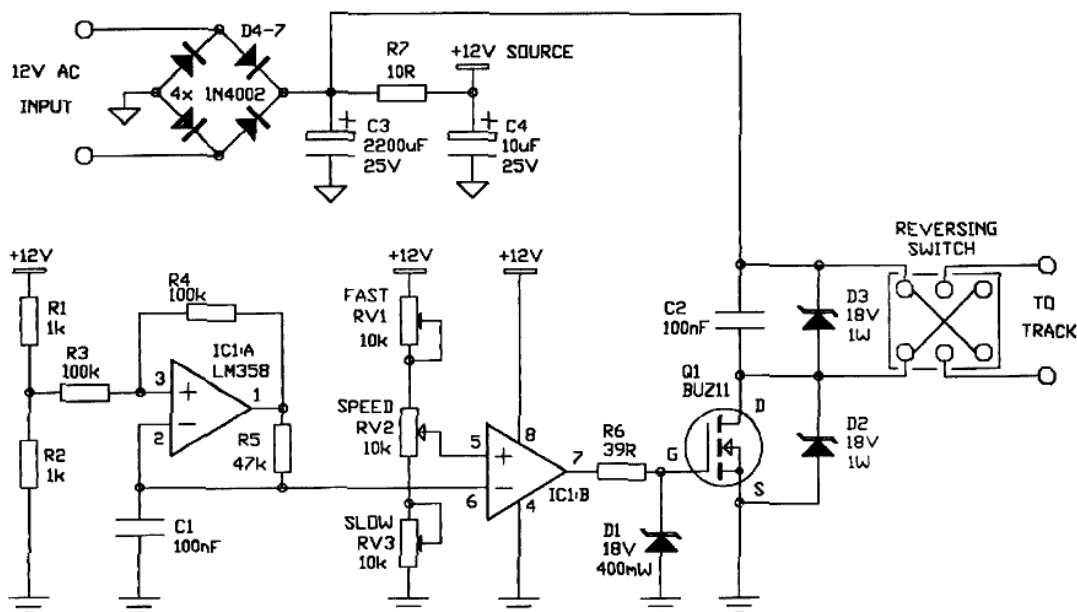 D4-7
12V AC
INPUT
4x 1N4002
R7
10R
+12V SOURCE
+
C3
2200uF
25V
+
C4
10uF
25V
REVERSING
SWITCH
TO
TRACK
+12V
R1
1k
R2
1k
R3
100k
R4
100k
IC1:A
LM358
3
+
2
−
1
R5
47k
C1
100nF
+12V
FAST
RV1
10k
SPEED
RV2
10k
SLOW
RV3
10k
+12V
8
5
+
6
−
7
4
IC1:B
R6
39R
G
D1
18V
400mW
Q1
BUZ11
D
S
C2
100nF
D3
18V
1W
D2
18V
1W